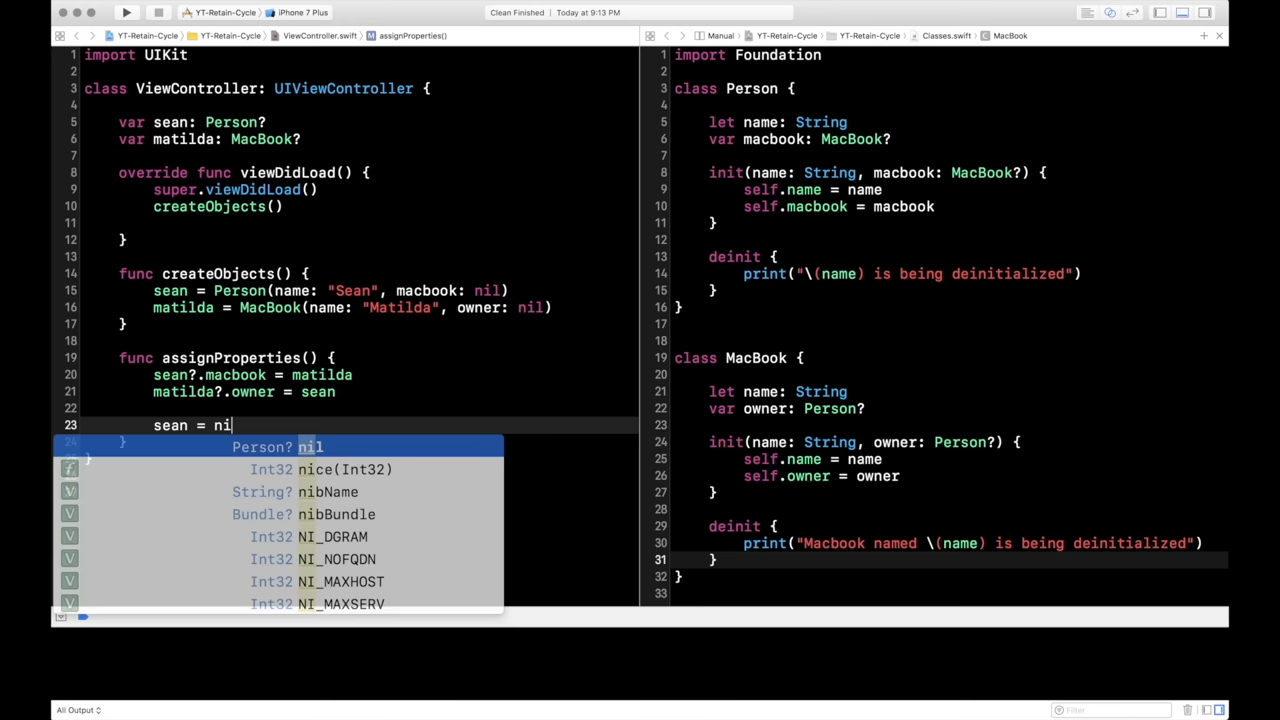 YT-Retain-Cycle iPhone 7 Plus
Clean Finished Today at 9:13 PM
YT-Retain-Cycle YT-Retain-Cycle ViewController.swift M assignProperties()
1 import UIKit
2
3 class ViewController: UIViewController {
4
5 var sean: Person?
6 var matilda: MacBook?
7
8 override func viewDidLoad() {
9 super.viewDidLoad()
10 createObjects()
11
12 }
13
14 func createObjects() {
15 sean = Person(name: "Sean", macbook: nil)
16 matilda = MacBook(name: "Matilda", owner: nil)
17 }
18
19 func assignProperties() {
20 sean?.macbook = matilda
21 matilda?.owner = sean
22
23 sean = ni
24 }
}
Person? nil
f Int32 nice(Int32)
V String? nibName
V Bundle? nibBundle
V Int32 NI_DGRAM
V Int32 NI_NOFQDN
V Int32 NI_MAXHOST
V Int32 NI_MAXSERV
Manual YT-Retain-Cycle YT-Retain-Cycle Classes.swift C MacBook
1 import Foundation
2
3 class Person {
4
5 let name: String
6 var macbook: MacBook?
7
8 init(name: String, macbook: MacBook?) {
9 self.name = name
10 self.macbook = macbook
11 }
12
13 deinit {
14 print("\(name) is being deinitialized")
15 }
16 }
17
18
19 class MacBook {
20
21 let name: String
22 var owner: Person?
23
24 init(name: String, owner: Person?) {
25 self.name = name
26 self.owner = owner
27 }
28
29 deinit {
30 print("Macbook named \(name) is being deinitialized")
31 }
32 }
33
All Output
Filter